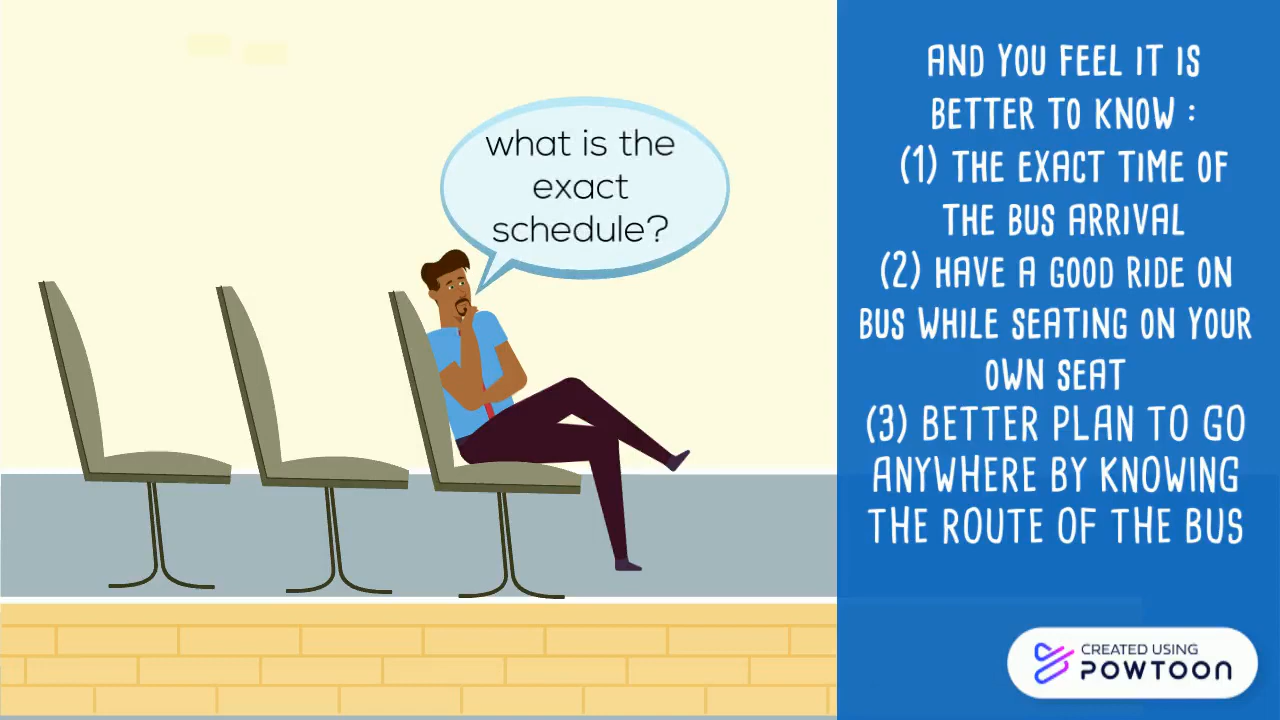 what is the
exact
schedule?
AND YOU FEEL IT IS
BETTER TO KNOW :
(1) THE EXACT TIME OF
THE BUS ARRIVAL
(2) HAVE A GOOD RIDE ON
BUS WHILE SEATING ON YOUR
OWN SEAT
(3) BETTER PLAN TO GO
ANYWHERE BY KNOWING
THE ROUTE OF THE BUS
CREATED USING
POWTOON